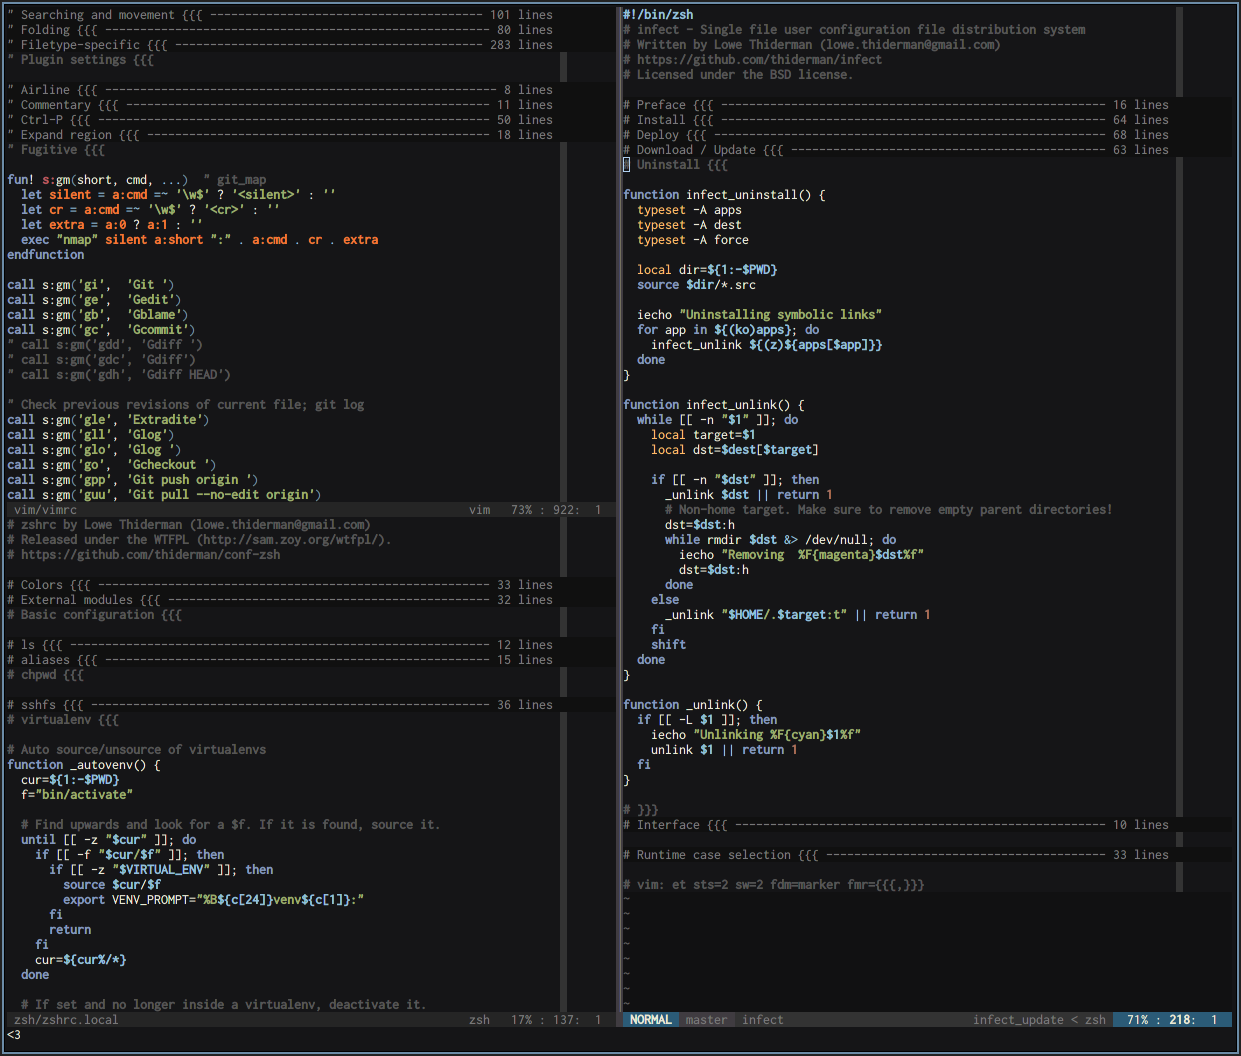 " Searching and movement {{{ --------------------------------------- 101 lines
" Folding {{{ ------------------------------------------------------- 80 lines
" Filetype-specific {{{ -------------------------------------------- 283 lines
" Plugin settings {{{
" Airline {{{ -------------------------------------------------------- 8 lines
" Commentary {{{ ---------------------------------------------------- 11 lines
" Ctrl-P {{{ -------------------------------------------------------- 50 lines
" Expand region {{{ ------------------------------------------------- 18 lines
" Fugitive {{{
fun! s:gm(short, cmd, ...)  " git_map
  let silent = a:cmd =~ '\w$' ? '<silent>' : ''
  let cr = a:cmd =~ '\w$' ? '<cr>' : ''
  let extra = a:0 ? a:1 : ''
  exec "nmap" silent a:short ":" . a:cmd . cr . extra
endfunction
call s:gm('gi',  'Git ')
call s:gm('ge',  'Gedit')
call s:gm('gb',  'Gblame')
call s:gm('gc',  'Gcommit')
" call s:gm('gdd', 'Gdiff ')
" call s:gm('gdc', 'Gdiff')
" call s:gm('gdh', 'Gdiff HEAD')
" Check previous revisions of current file; git log
call s:gm('gle', 'Extradite')
call s:gm('gll', 'Glog')
call s:gm('glo', 'Glog ')
call s:gm('go',  'Gcheckout ')
call s:gm('gpp', 'Git push origin ')
call s:gm('guu', 'Git pull --no-edit origin')
vim/vimrc vim 73% : 922: 1
# zshrc by Lowe Thiderman (lowe.thiderman@gmail.com)
# Released under the WTFPL (http://sam.zoy.org/wtfpl/).
# https://github.com/thiderman/conf-zsh
# Colors {{{ -------------------------------------------------------- 33 lines
# External modules {{{ ---------------------------------------------- 32 lines
# Basic configuration {{{
# ls {{{ ------------------------------------------------------------ 12 lines
# aliases {{{ ------------------------------------------------------- 15 lines
# chpwd {{{
# sshfs {{{ --------------------------------------------------------- 36 lines
# virtualenv {{{
# Auto source/unsource of virtualenvs
function _autovenv() {
  cur=${1:-$PWD}
  f="bin/activate"
  # Find upwards and look for a $f. If it is found, source it.
  until [[ -z "$cur" ]]; do
    if [[ -f "$cur/$f" ]]; then
      if [[ -z "$VIRTUAL_ENV" ]]; then
        source $cur/$f
        export VENV_PROMPT="%B${c[24]}venv${c[1]}:"
      fi
      return
    fi
    cur=${cur%/*}
  done
  # If set and no longer inside a virtualenv, deactivate it.
zsh/zshrc.local zsh 17% : 137: 1
<3
#!/bin/zsh
# infect - Single file user configuration file distribution system
# Written by Lowe Thiderman (lowe.thiderman@gmail.com)
# https://github.com/thiderman/infect
# Licensed under the BSD license.
# Preface {{{ -------------------------------------------------------- 16 lines
# Install {{{ -------------------------------------------------------- 64 lines
# Deploy {{{ --------------------------------------------------------- 68 lines
# Download / Update {{{ ---------------------------------------------- 63 lines
# Uninstall {{{
function infect_uninstall() {
  typeset -A apps
  typeset -A dest
  typeset -A force
  local dir=${1:-$PWD}
  source $dir/*.src
  iecho "Uninstalling symbolic links"
  for app in ${(ko)apps}; do
    infect_unlink ${(z)${apps[$app]}}
  done
}
function infect_unlink() {
  while [[ -n "$1" ]]; do
    local target=$1
    local dst=$dest[$target]
    if [[ -n "$dst" ]]; then
      _unlink $dst || return 1
      # Non-home target. Make sure to remove empty parent directories!
      dst=$dst:h
      while rmdir $dst &> /dev/null; do
        iecho "Removing  %F{magenta}$dst%f"
        dst=$dst:h
      done
    else
      _unlink "$HOME/.$target:t" || return 1
    fi
    shift
  done
}
function _unlink() {
  if [[ -L $1 ]]; then
    iecho "Unlinking %F{cyan}$1%f"
    unlink $1 || return 1
  fi
}
# }}}
# Interface {{{ ------------------------------------------------------ 10 lines
# Runtime case selection {{{ ----------------------------------------- 33 lines
# vim: et sts=2 sw=2 fdm=marker fmr={{{,}}}
~
~
~
~
~
~
~
~
NORMAL master infect infect_update < zsh 71% : 218: 1